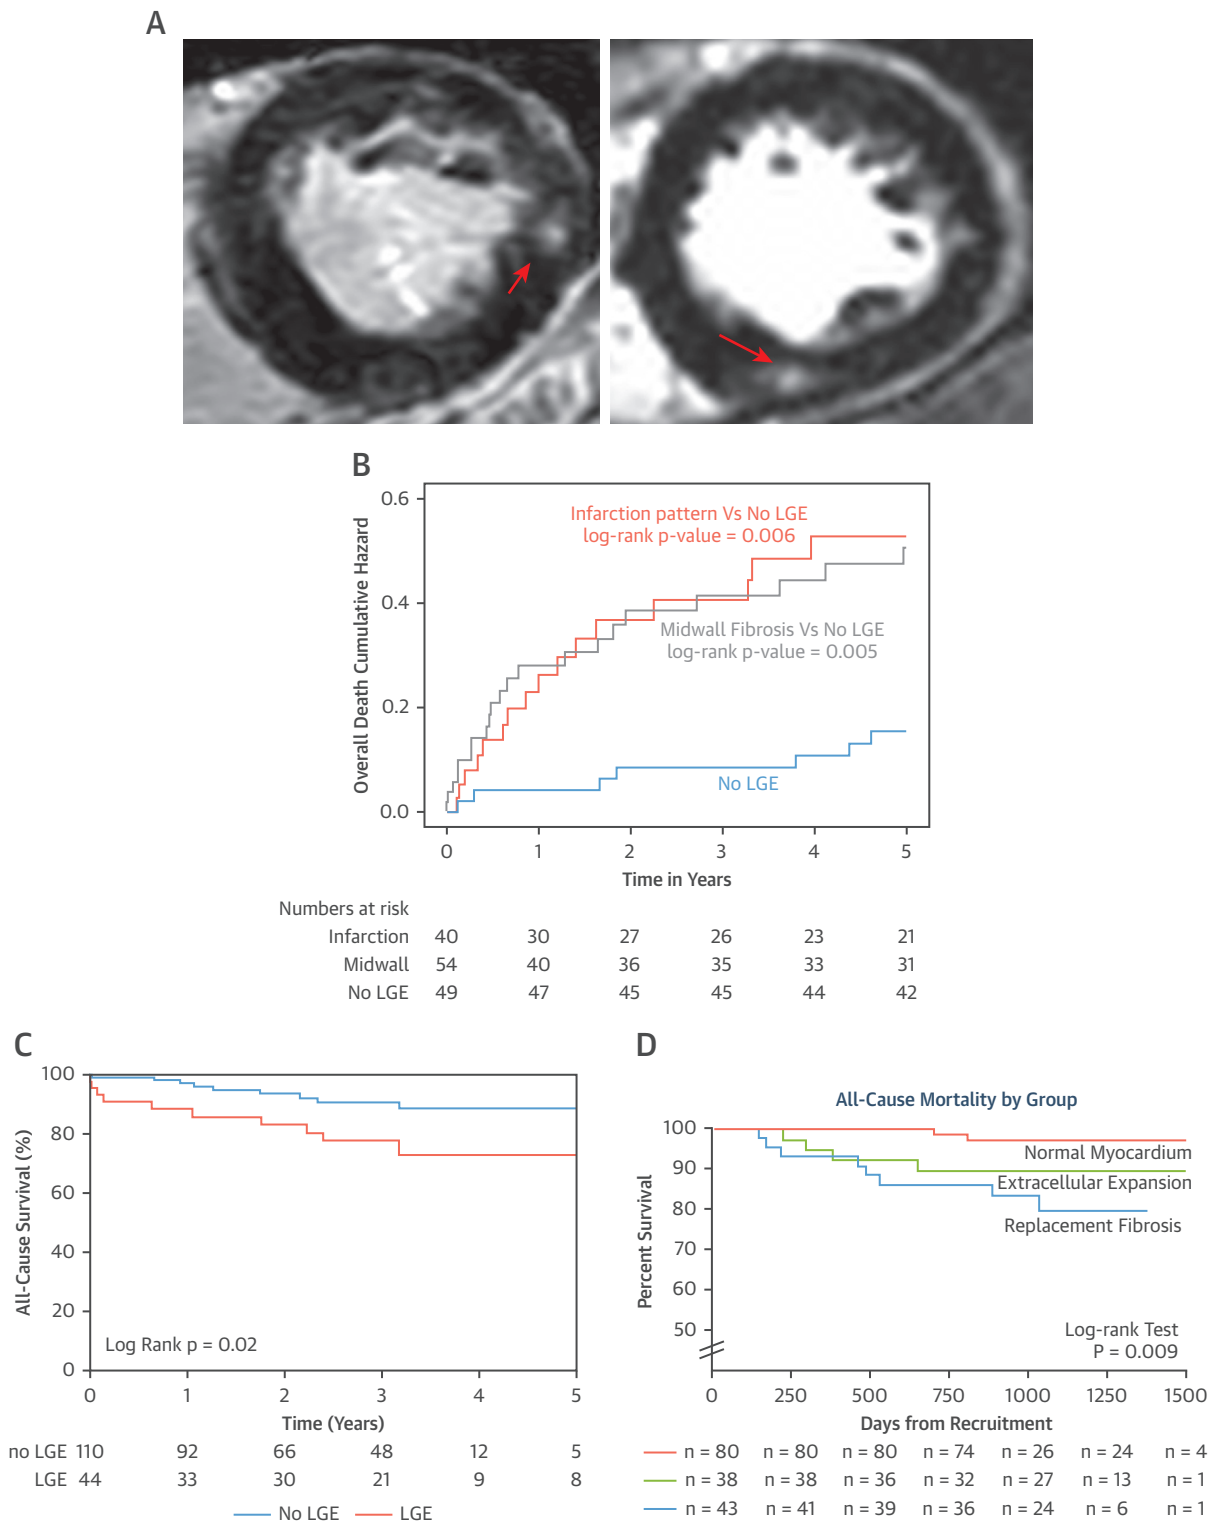 A
B
0.6
0.4
0.2
0.0
Overall Death Cumulative Hazard
Infarction pattern Vs No LGE
log-rank p-value = 0.006
Midwall Fibrosis Vs No LGE
log-rank p-value = 0.005
No LGE
0 1 2 3 4 5
Time in Years
Numbers at risk
Infarction 40 30 27 26 23 21
Midwall 54 40 36 35 33 31
No LGE 49 47 45 45 44 42
C
100
80
60
40
20
0
All-Cause Survival (%)
Log Rank p = 0.02
0 1 2 3 4 5
Time (Years)
no LGE 110 92 66 48 12 5
LGE 44 33 30 21 9 8
No LGE LGE
D
All-Cause Mortality by Group
100
90
80
70
60
50
Percent Survival
Normal Myocardium
Extracellular Expansion
Replacement Fibrosis
Log-rank Test
P = 0.009
0 250 500 750 1000 1250 1500
Days from Recruitment
n = 80 n = 80 n = 80 n = 74 n = 26 n = 24 n = 4
n = 38 n = 38 n = 36 n = 32 n = 27 n = 13 n = 1
n = 43 n = 41 n = 39 n = 36 n = 24 n = 6 n = 1